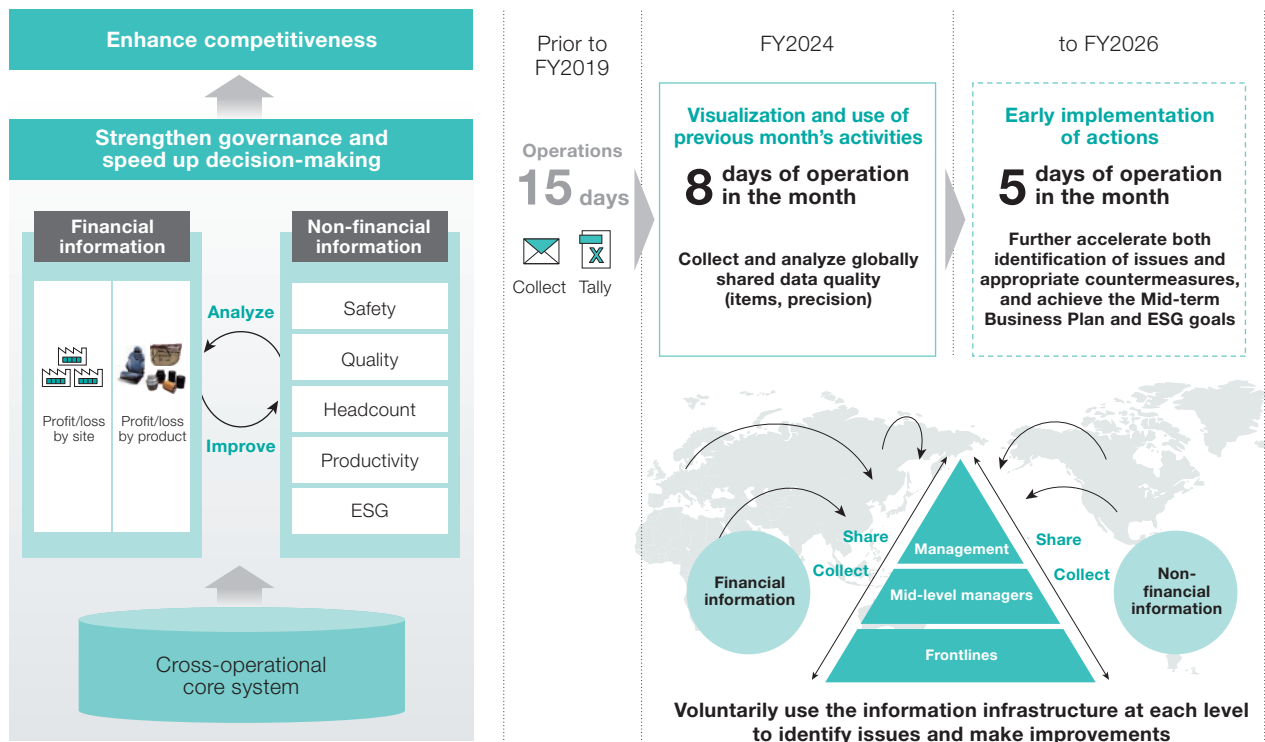 Enhance competitiveness
Strengthen governance and
speed up decision-making
Financial
information
Profit/loss
by site
Profit/loss
by product
Analyze
Improve
Non-financial
information
Safety
Quality
Headcount
Productivity
ESG
Cross-operational
core system
Prior to
FY2019
Operations
15 days
Collect
Tally
X
FY2024
Visualization and use of
previous month's activities
8 days of operation
in the month
Collect and analyze globally
shared data quality
(items, precision)
to FY2026
Early implementation
of actions
5 days of operation
in the month
Further accelerate both
identification of issues and
appropriate countermeasures,
and achieve the Mid-term
Business Plan and ESG goals
Share
Collect
Financial
information
Management
Mid-level managers
Frontlines
Share
Collect
Non-
financial
information
Voluntarily use the information infrastructure at each level
to identify issues and make improvements